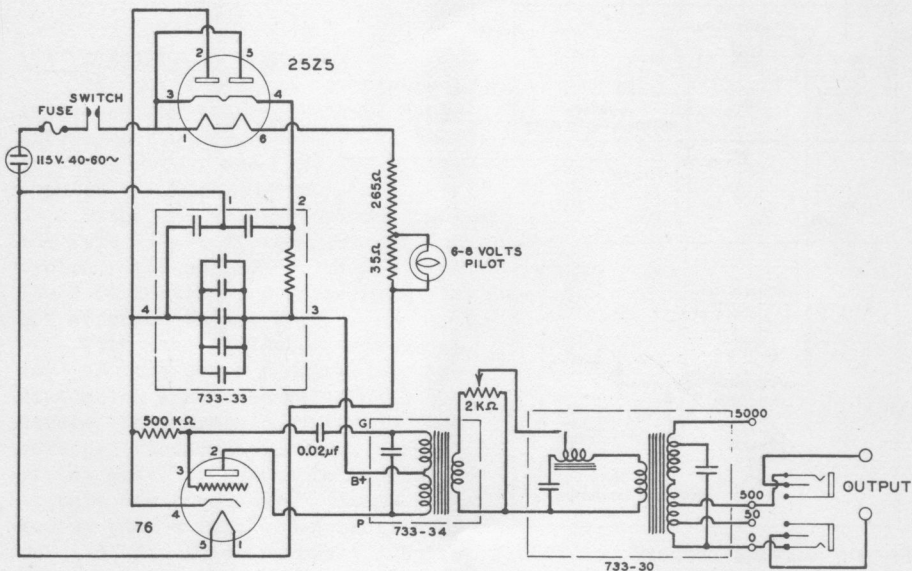 2 5
25Z5
SWITCH
FUSE
3 4
1 6
115 V. 40-60~
1 2
265Ω
35Ω
6-8 VOLTS
PILOT
4 3
733-33
500 KΩ
0.02µf
G
2 KΩ
5000
3 2
B+
500
OUTPUT
4
50
76
P
0
5 1
733-34
733-30